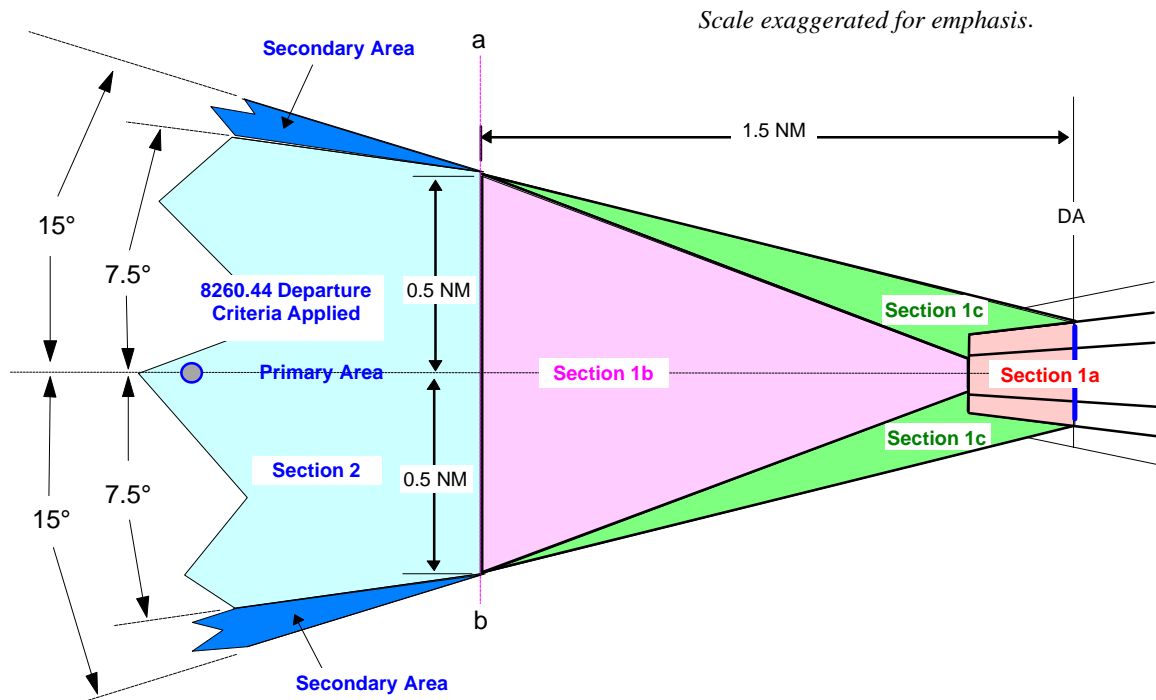 Scale exaggerated for emphasis.
a
Secondary Area
1.5 NM
15°
DA
7.5°
8260.44 Departure
Criteria Applied
0.5 NM
Section 1c
Primary Area
Section 1b
Section 1a
Section 1c
Section 2
0.5 NM
7.5°
15°
b
Secondary Area